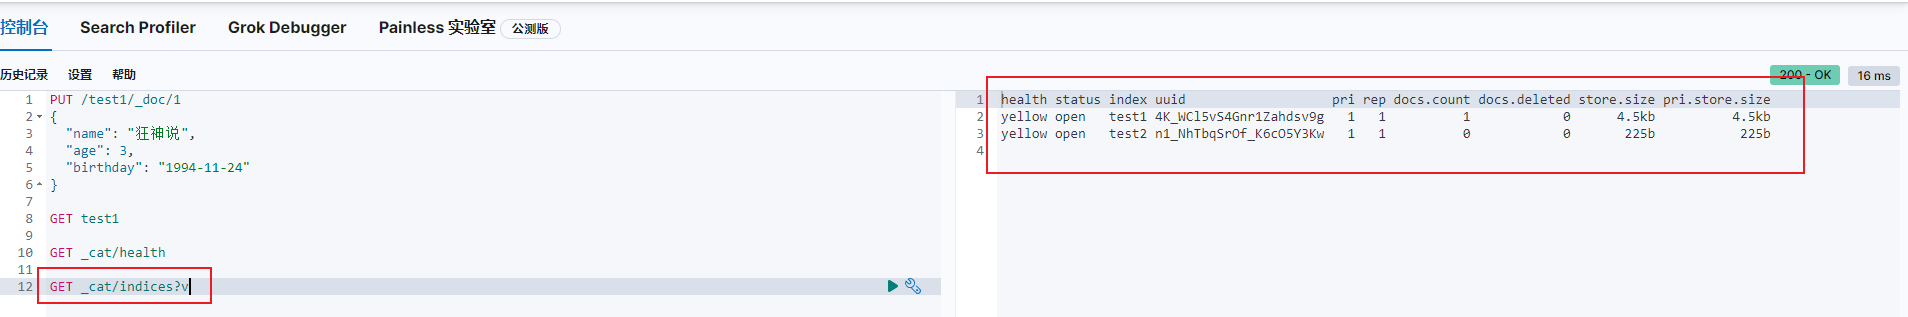 控制台 Search Profiler Grok Debugger Painless 实验室 公测版
历史记录 设置 帮助
200 - OK 16 ms
1 PUT /test1/_doc/1
2 {
3 "name": "狂神说",
4 "age": 3,
5 "birthday": "1994-11-24"
6 }
7
8 GET test1
9
10 GET _cat/health
11
12 GET _cat/indices?v
1 health status index uuid pri rep docs.count docs.deleted store.size pri.store.size
2 yellow open test1 4K_WCl5vS4Gnr1Zahdsv9g 1 1 1 0 4.5kb 4.5kb
3 yellow open test2 n1_NhTbqSrOf_K6cO5Y3Kw 1 1 0 0 225b 225b
4